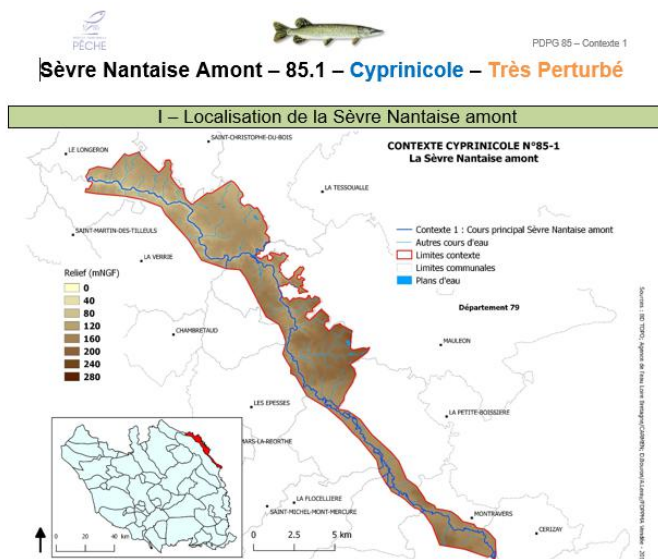 PÊCHE
PDPG 85 – Contexte 1
Sèvre Nantaise Amont – 85.1 – Cyprinicole – Très Perturbé
I – Localisation de la Sèvre Nantaise amont
CONTEXTE CYPRINICOLE N°85-1
La Sèvre Nantaise amont
SAINT-CHRISTOPHE-DU-BOIS
LE LONGERON
LA TESSOUALLE
SAINT-MARTIN-DES-TILLEULS
LA VERRIE
Contexte 1 : Cours principal Sèvre Nantaise amont
Autres cours d'eau
Limites contexte
Limites communales
Plans d'eau
Relief (mNGF)
0
40
80
120
160
200
240
280
Département 79
CHAMBRETAUD
MAULEON
LES EPESSES
LA PETITE-BOISSIERE
MARS-LA-REORTHE
LA FLOCELLIERE
SAINT-MICHEL-MONT-MERCURE
MONTRAVERS
CERIZAY
0 20 40 km
0 2.5 5 km